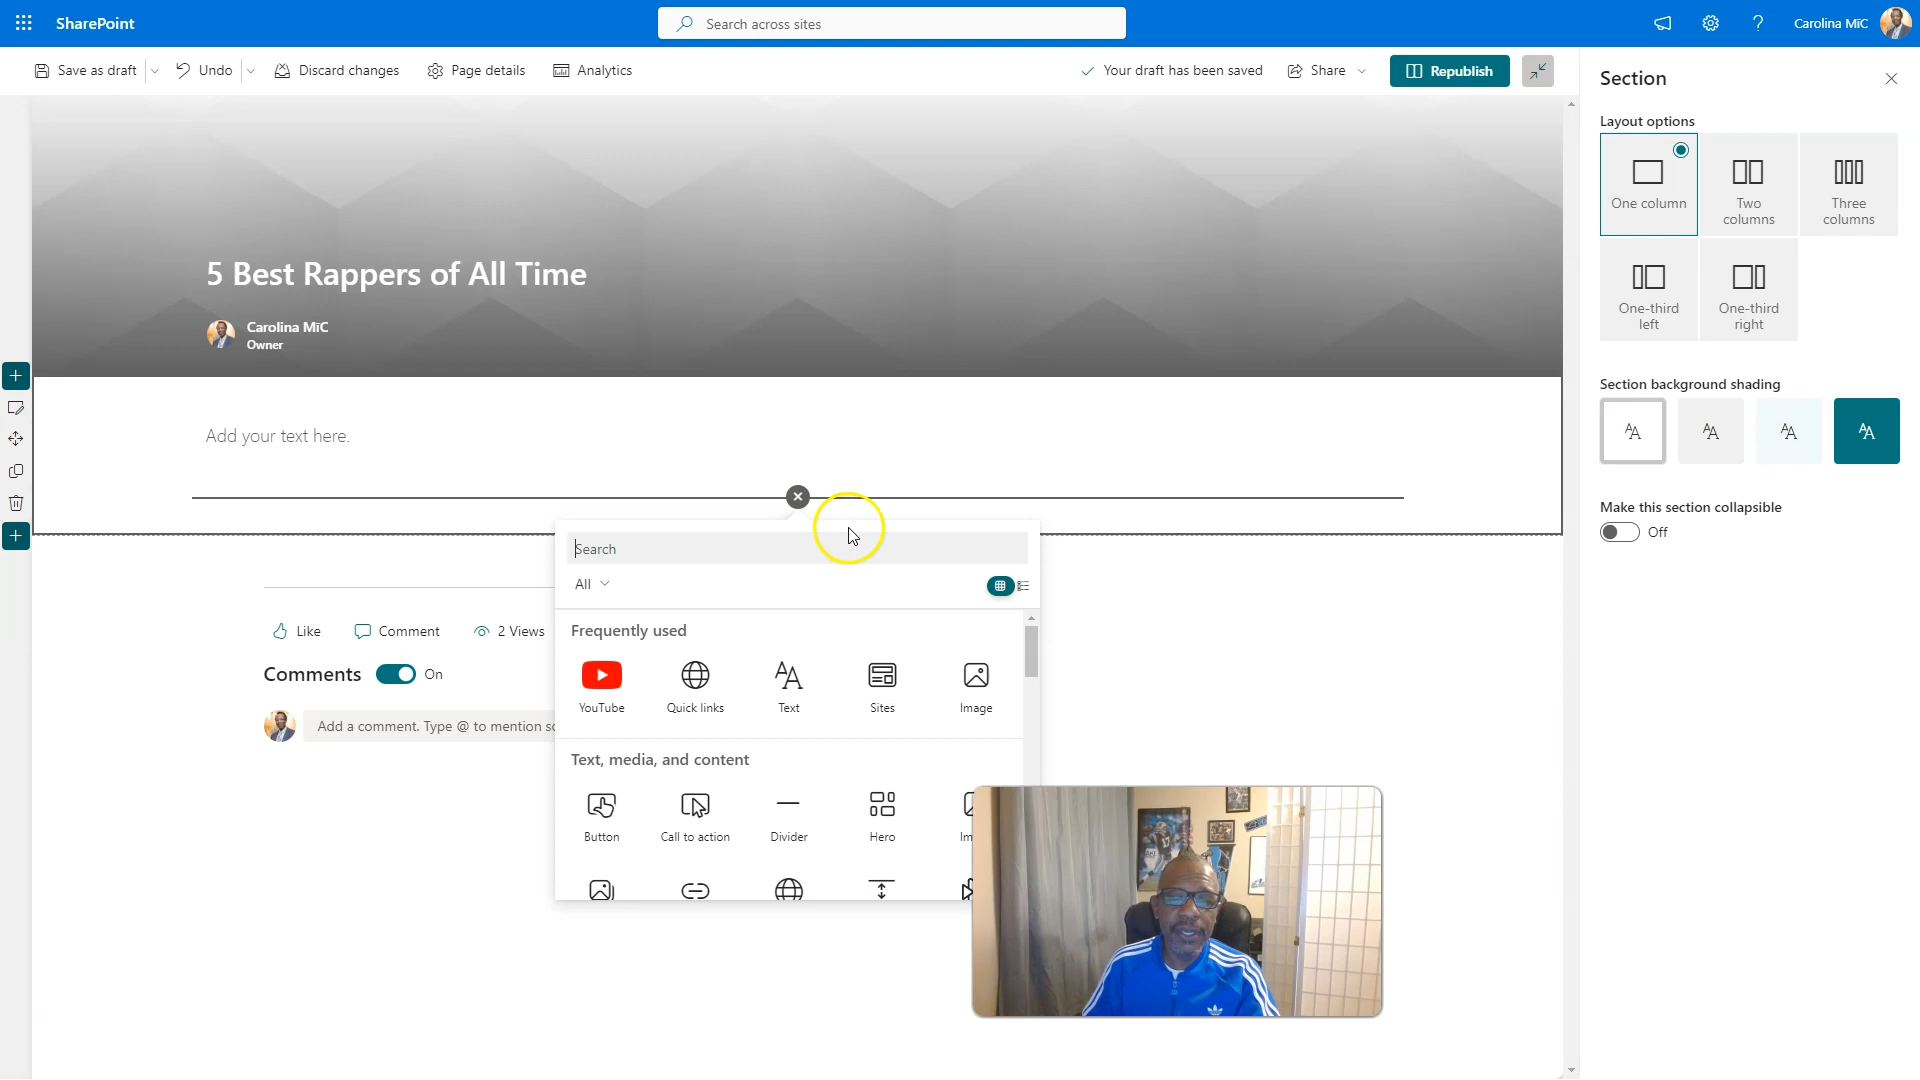 SharePoint
Search across sites
Carolina MiC
Save as draft
Undo
Discard changes
Page details
Analytics
Your draft has been saved
Share
Republish
Section
Layout options
One column
Two
columns
Three
columns
One-third
left
One-third
right
Section background shading
Make this section collapsible
Off
5 Best Rappers of All Time
Carolina MiC
Owner
Add your text here.
Search
All
Frequently used
YouTube
Quick links
Text
Sites
Image
Text, media, and content
Button
Call to action
Divider
Hero
Like
Comment
2 Views
Comments
On
Add a comment. Type @ to mention